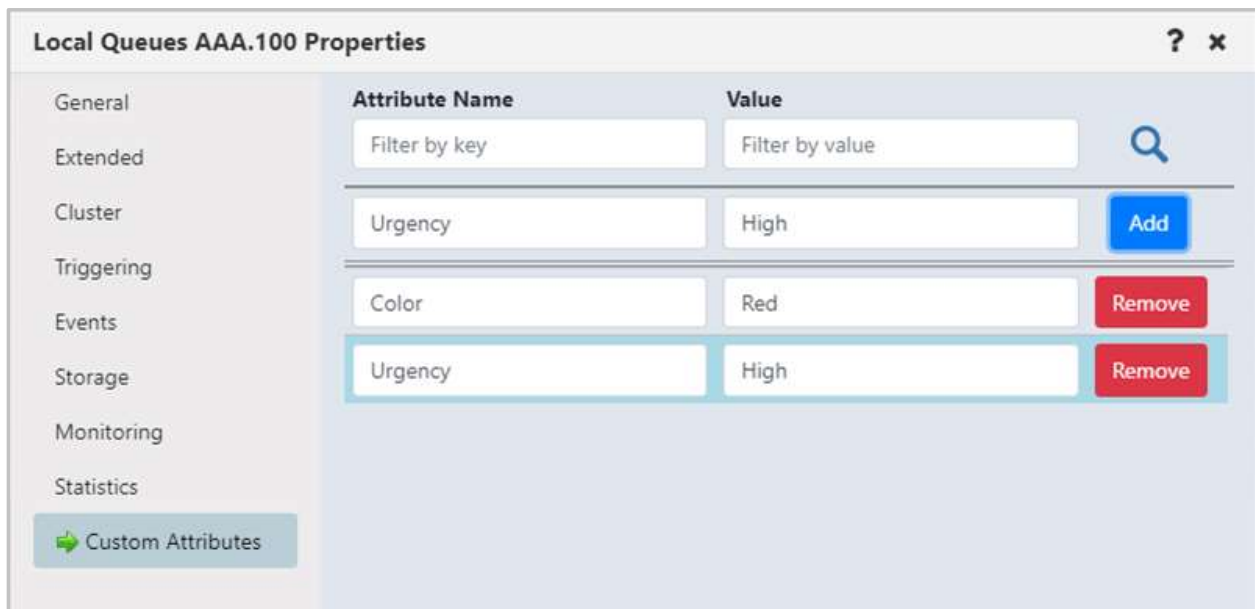 Local Queues AAA.100 Properties ? ×
General
Extended
Cluster
Triggering
Events
Storage
Monitoring
Statistics
Custom Attributes
Attribute Name Value
Filter by key Filter by value
Urgency High Add
Color Red Remove
Urgency High Remove